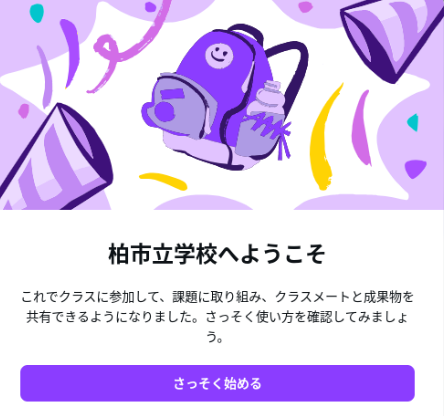 柏市立学校へようこそ
これでクラスに参加して、課題に取り組み、クラスメートと成果物を
共有できるようになりました。さっそく使い方を確認してみましょ
う。
さっそく始める